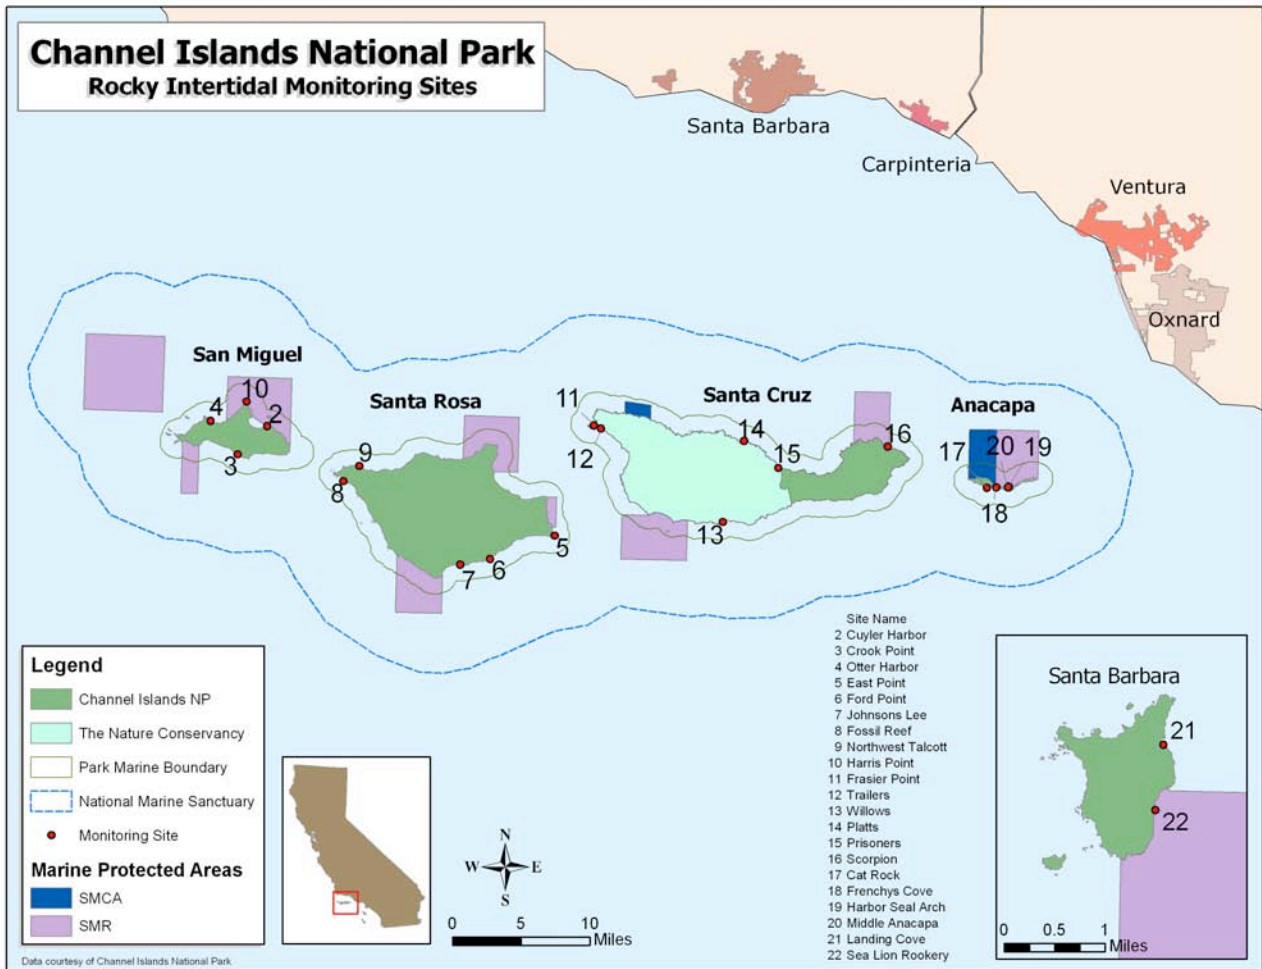 Channel Islands National Park
Rocky Intertidal Monitoring Sites
Santa Barbara
Carpinteria
Ventura
Oxnard
San Miguel
Santa Rosa
Santa Cruz
Anacapa
4
10
2
3
9
8
7
6
5
11
12
13
14
15
16
17
20
19
18
Legend
Channel Islands NP
The Nature Conservancy
Park Marine Boundary
National Marine Sanctuary
Monitoring Site
Marine Protected Areas
SMCA
SMR
Data courtesy of Channel Islands National Park
N
W E
S
0 5 10
Miles
Site Name
2 Cuyler Harbor
3 Crook Point
4 Otter Harbor
5 East Point
6 Ford Point
7 Johnsons Lee
8 Fossil Reef
9 Northwest Talcott
10 Harris Point
11 Frasier Point
12 Trailers
13 Willows
14 Platts
15 Prisoners
16 Scorpion
17 Cat Rock
18 Frenchys Cove
19 Harbor Seal Arch
20 Middle Anacapa
21 Landing Cove
22 Sea Lion Rookery
Santa Barbara
21
22
0 0.5 1
Miles